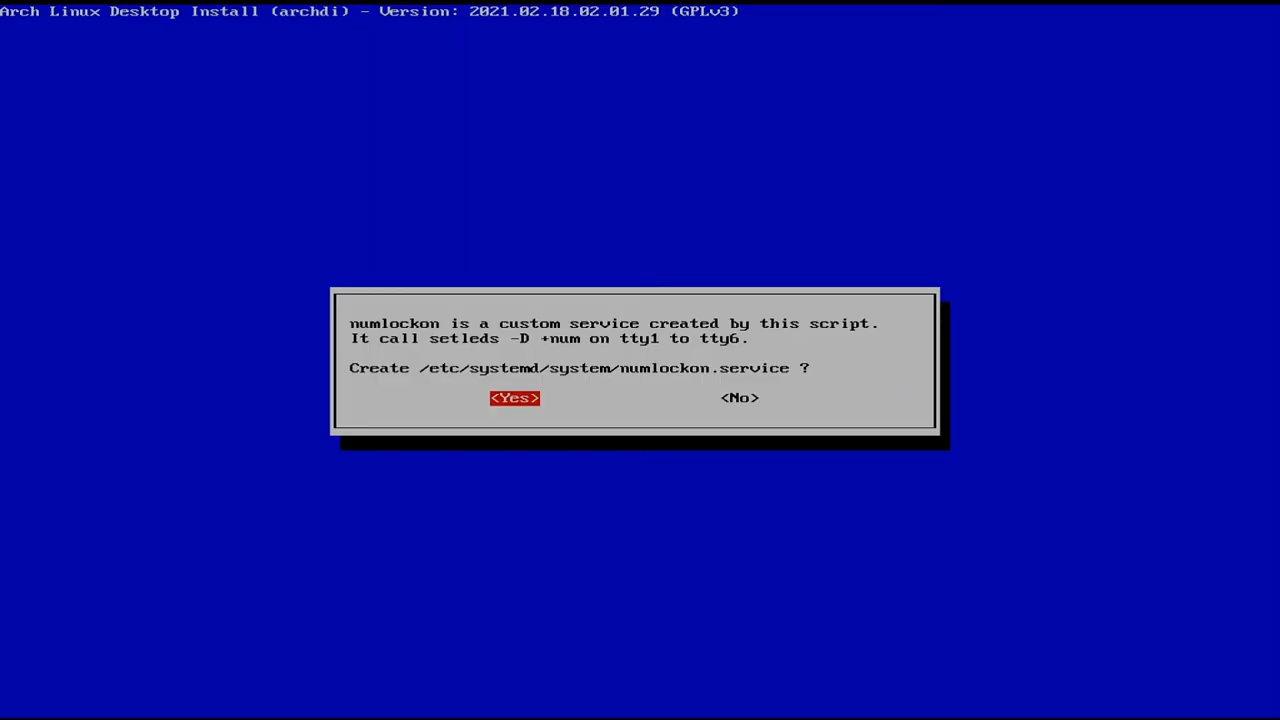 Arch Linux Desktop Install (archdi) - Version: 2021.02.18.02.01.29 (GPLv3)
numlockon is a custom service created by this script.
It call setleds -D +num on tty1 to tty6.
Create /etc/systemd/system/numlockon.service ?
<Yes> <No>